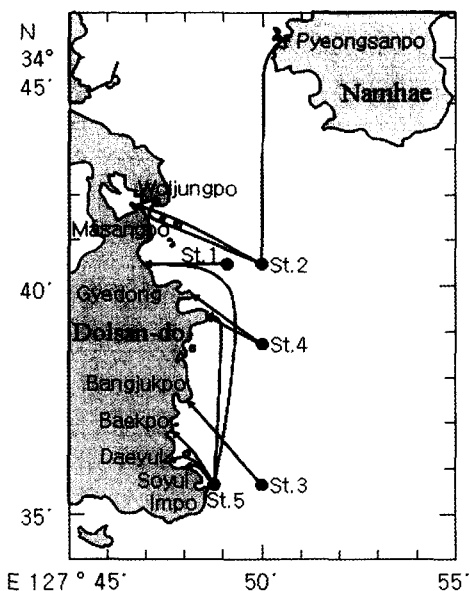 N
34°
45′
Pyeongsanpo
Namhae
Woljungpo
Masangpo
St.1
St.2
40′
Gyedong
Dolsan-do
St.4
Bangjukpo
Baekpo
Daeyul
Soyul
St.3
Impo
St.5
35′
E 127° 45′
50′
55′